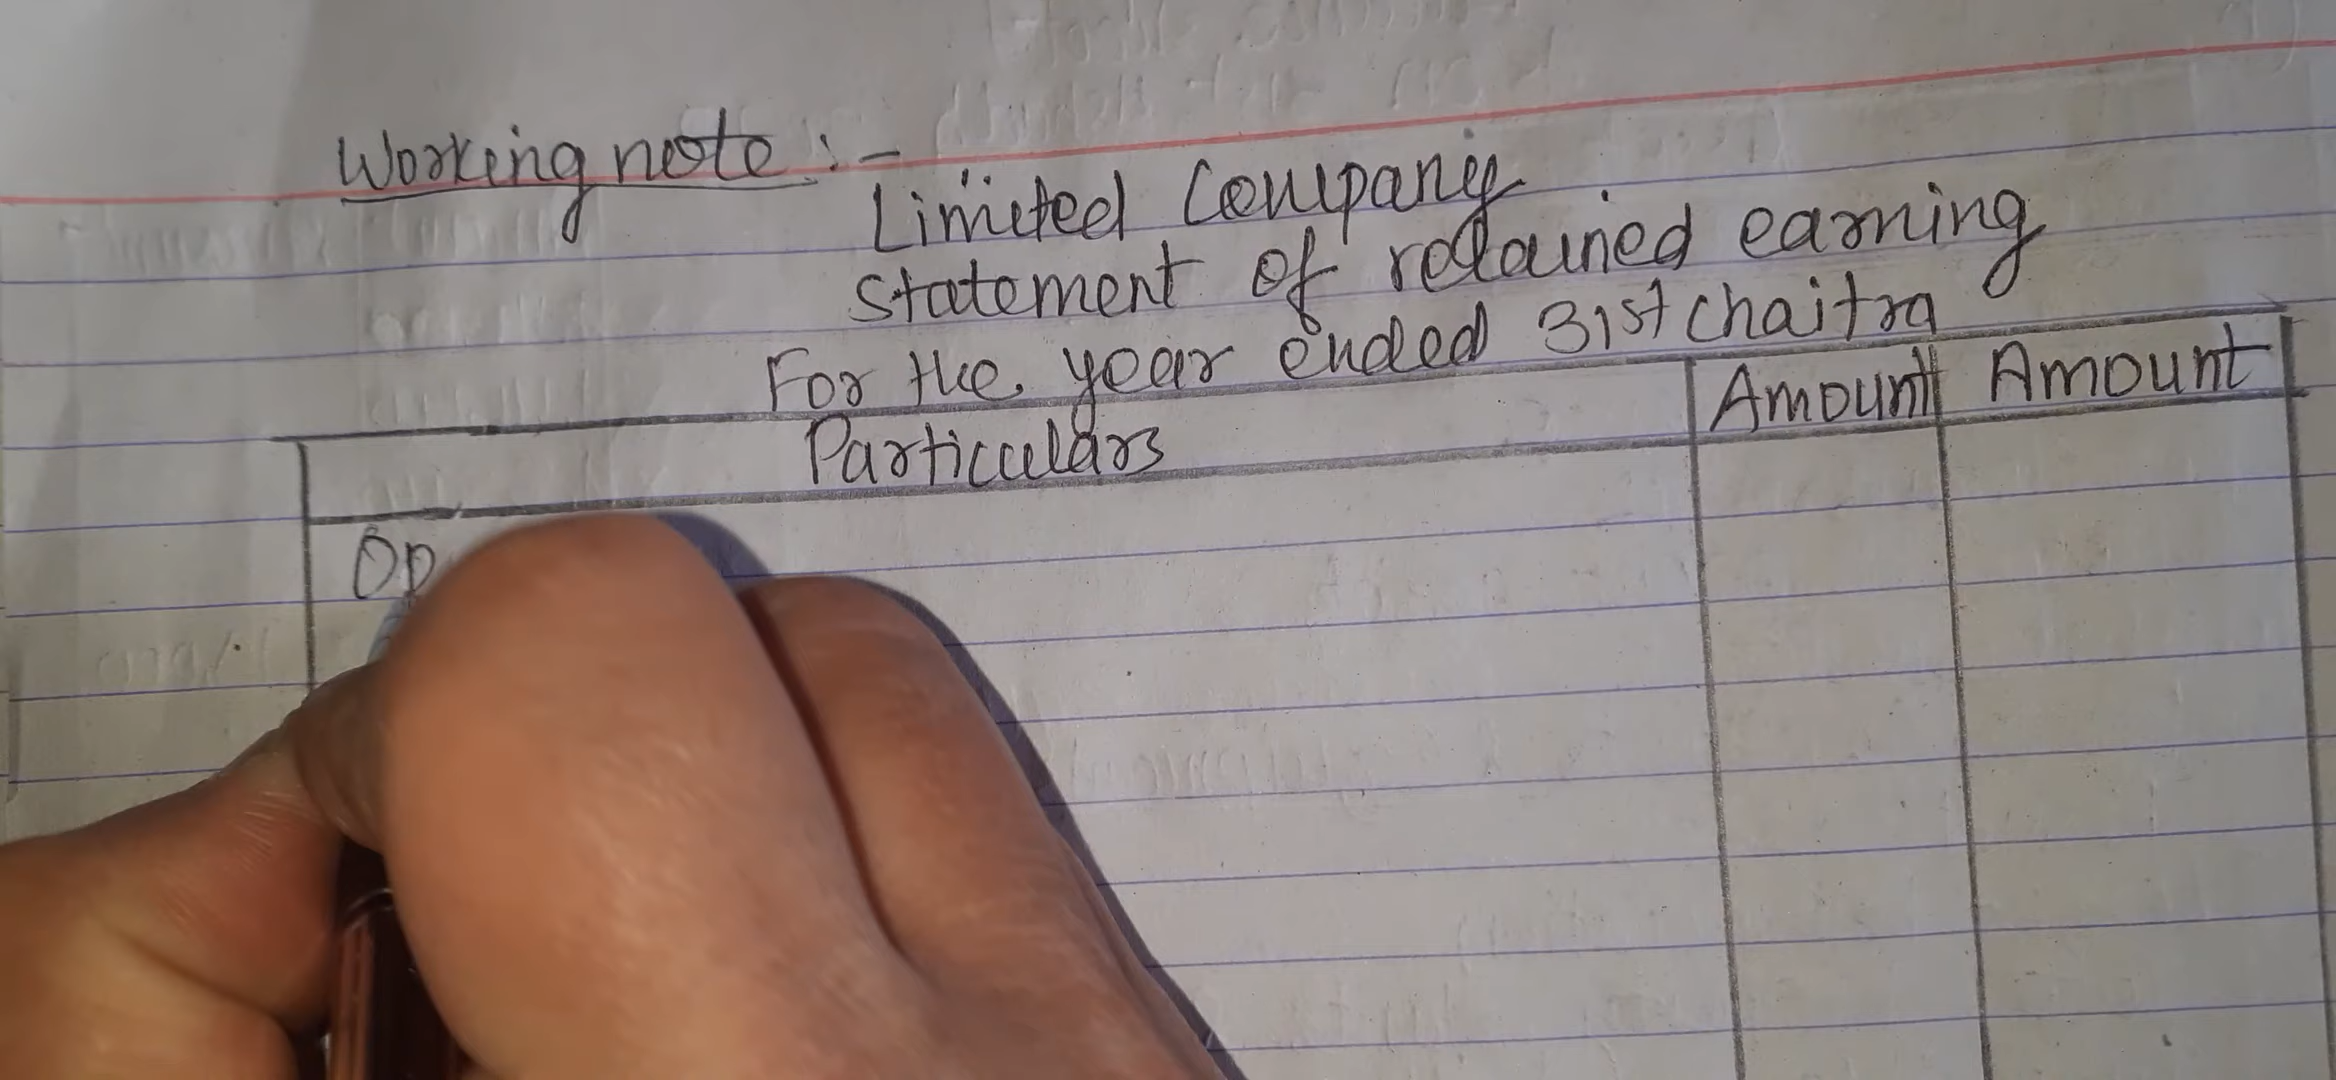 Working note :-
Limited Company
Statement of retained earning
For the year ended 31st chaitra
Particulars Amount Amount
Op